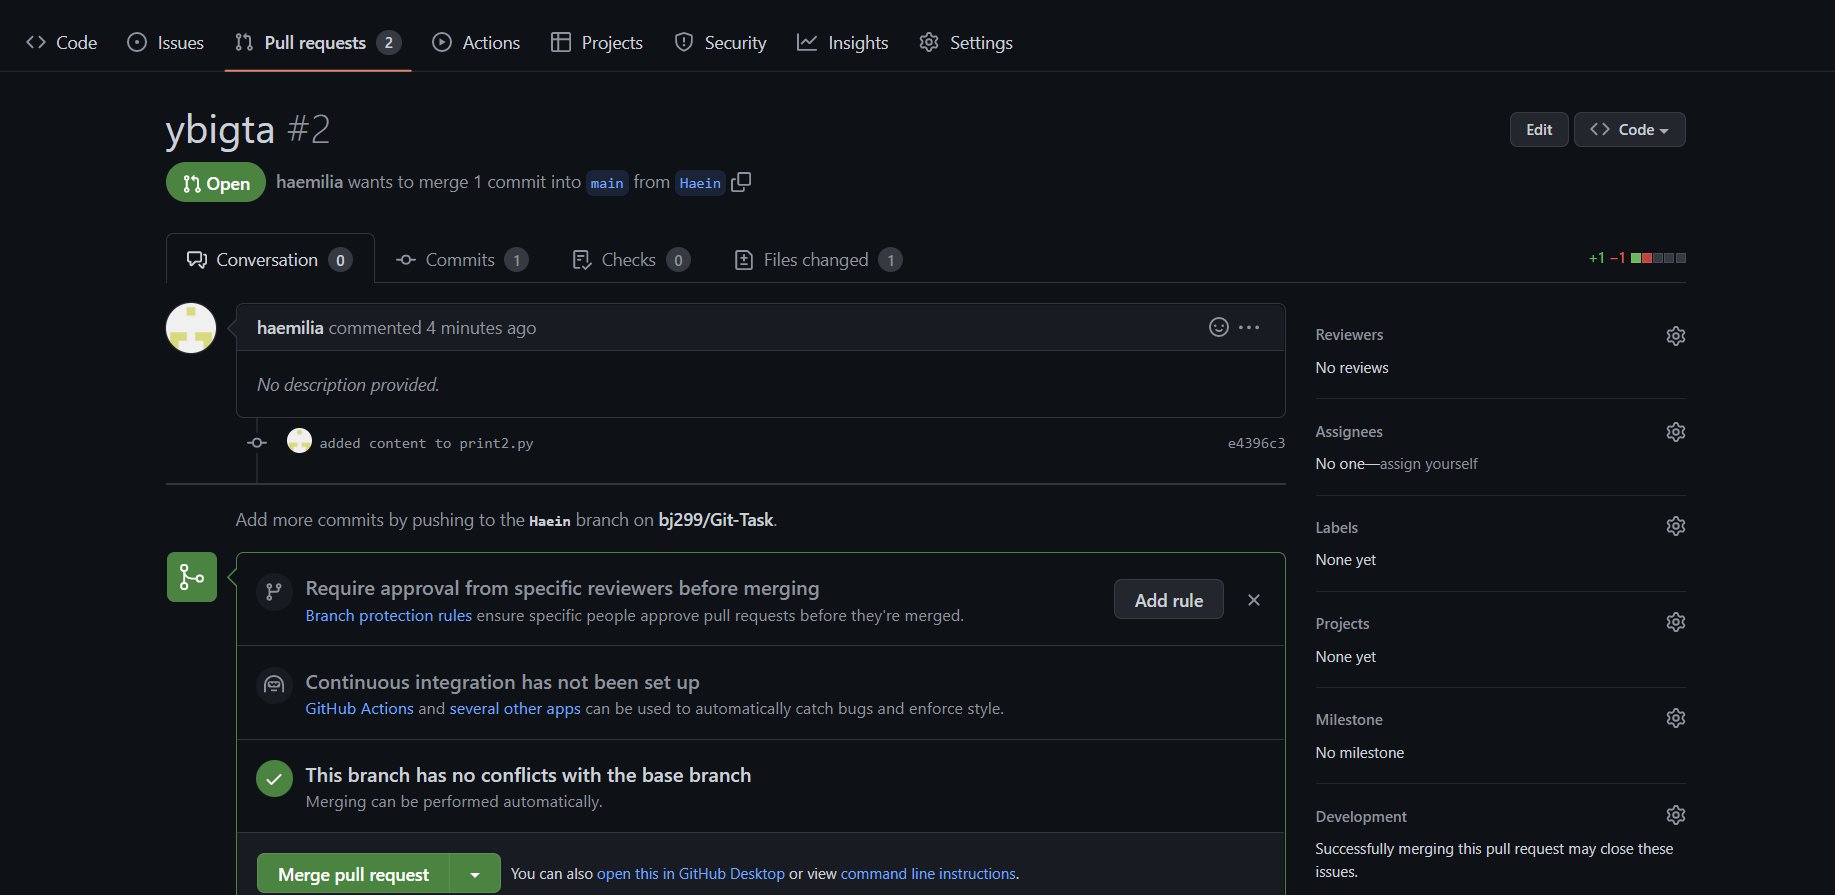 Code Issues Pull requests 2 Actions Projects Security Insights Settings
ybigta #2
Edit Code
Open haemilia wants to merge 1 commit into main from Haein
Conversation 0 Commits 1 Checks 0 Files changed 1 +1 −1
haemilia commented 4 minutes ago
No description provided.
added content to print2.py e4396c3
Add more commits by pushing to the Haein branch on bj299/Git-Task.
Require approval from specific reviewers before merging
Branch protection rules ensure specific people approve pull requests before they're merged.
Add rule
Continuous integration has not been set up
GitHub Actions and several other apps can be used to automatically catch bugs and enforce style.
This branch has no conflicts with the base branch
Merging can be performed automatically.
Merge pull request You can also open this in GitHub Desktop or view command line instructions.
Reviewers
No reviews
Assignees
No one—assign yourself
Labels
None yet
Projects
None yet
Milestone
No milestone
Development
Successfully merging this pull request may close these
issues.